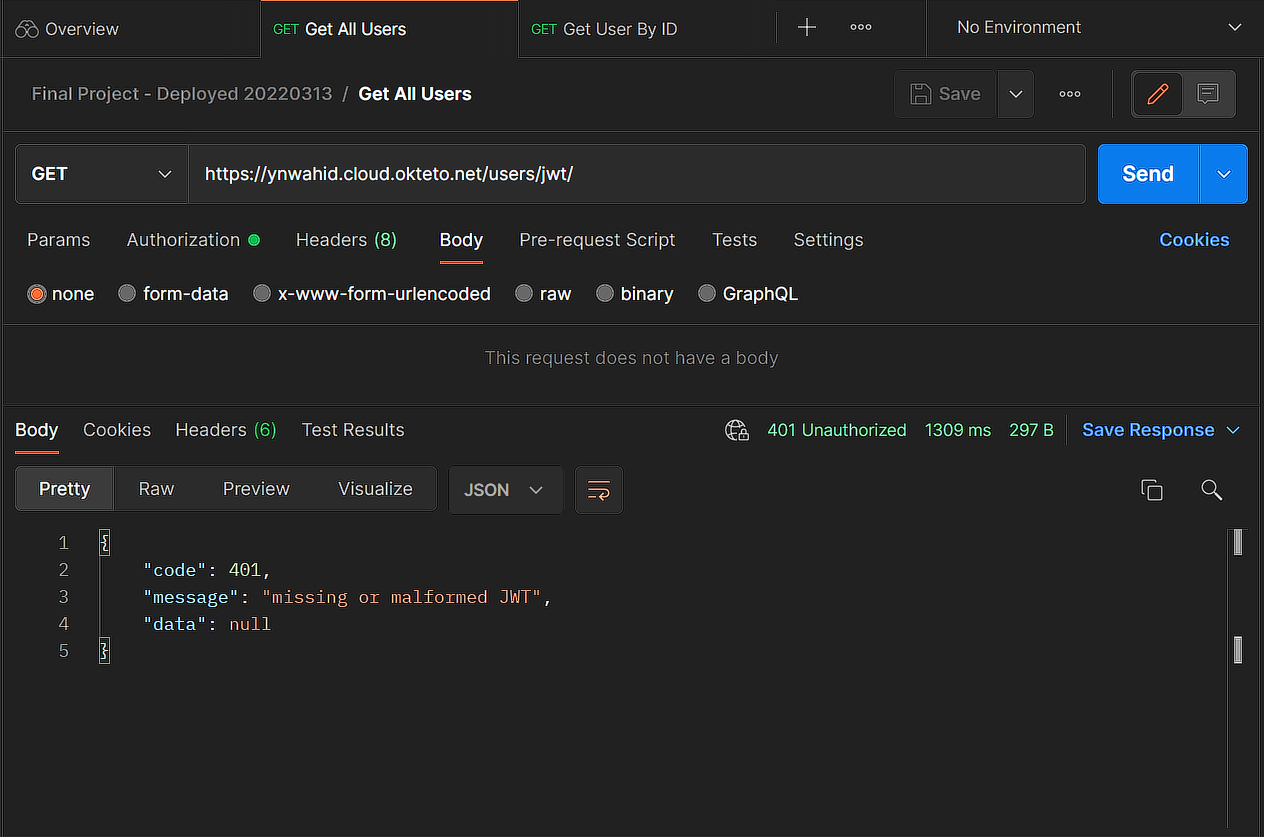 Overview GET Get All Users GET Get User By ID No Environment
Final Project - Deployed 20220313 / Get All Users Save
GET https://ynwahid.cloud.okteto.net/users/jwt/ Send
Params Authorization Headers (8) Body Pre-request Script Tests Settings Cookies
none form-data x-www-form-urlencoded raw binary GraphQL
This request does not have a body
Body Cookies Headers (6) Test Results 401 Unauthorized 1309 ms 297 B Save Response
Pretty Raw Preview Visualize JSON
1 {
2 "code": 401,
3 "message": "missing or malformed JWT",
4 "data": null
5 }